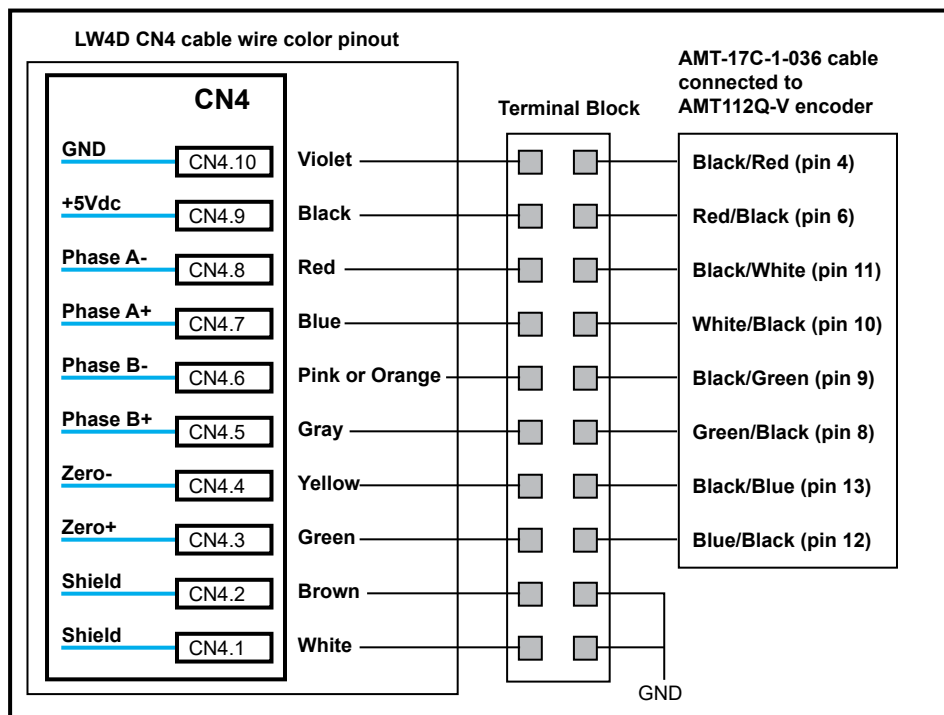 LW4D CN4 cable wire color pinout
AMT-17C-1-036 cable
connected to
AMT112Q-V encoder
CN4
Terminal Block
GND CN4.10 Violet Black/Red (pin 4)
+5Vdc CN4.9 Black Red/Black (pin 6)
Phase A- CN4.8 Red Black/White (pin 11)
Phase A+ CN4.7 Blue White/Black (pin 10)
Phase B- CN4.6 Pink or Orange Black/Green (pin 9)
Phase B+ CN4.5 Gray Green/Black (pin 8)
Zero- CN4.4 Yellow Black/Blue (pin 13)
Zero+ CN4.3 Green Blue/Black (pin 12)
Shield CN4.2 Brown
Shield CN4.1 White
GND